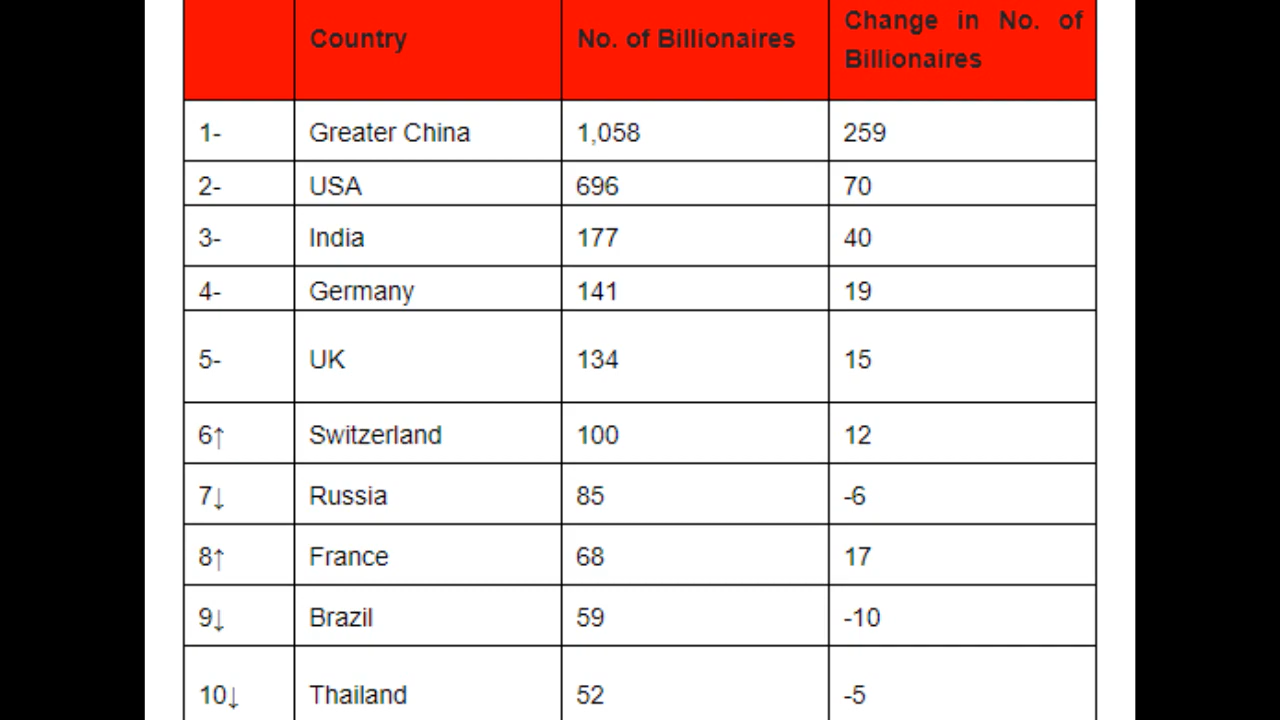 Country No. of Billionaires Change in No. of
Billionaires
1- Greater China 1,058 259
2- USA 696 70
3- India 177 40
4- Germany 141 19
5- UK 134 15
6↑ Switzerland 100 12
7↓ Russia 85 -6
8↑ France 68 17
9↓ Brazil 59 -10
10↓ Thailand 52 -5